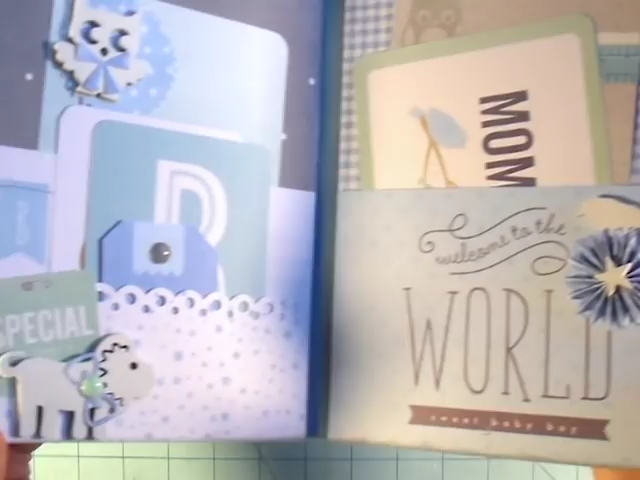 B
SPECIAL
MOM
welcome to the
WORLD
sweet baby boy